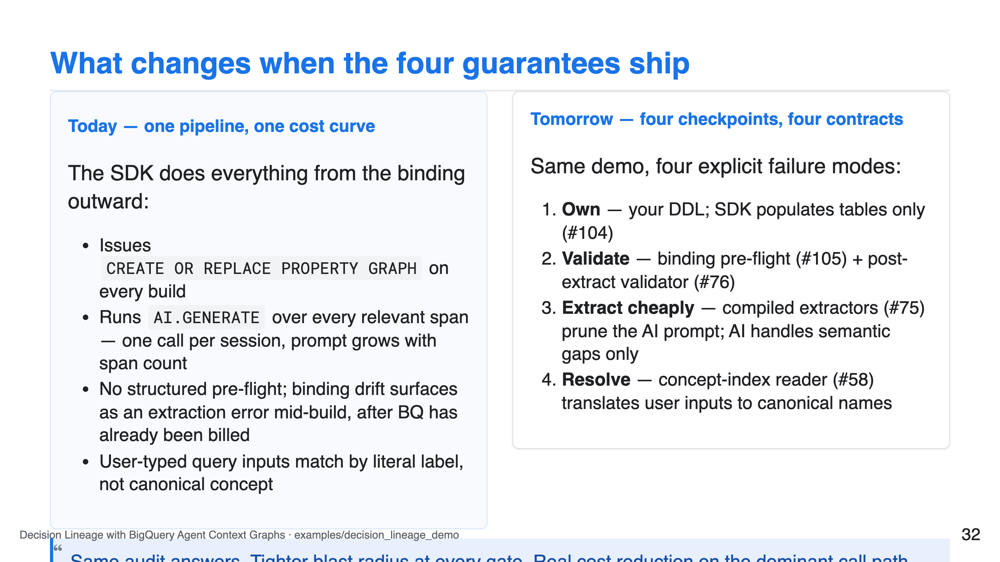 What changes when the four guarantees ship
Today — one pipeline, one cost curve
The SDK does everything from the binding
outward:
• Issues
CREATE OR REPLACE PROPERTY GRAPH on
every build
• Runs AI.GENERATE over every relevant span
— one call per session, prompt grows with
span count
• No structured pre-flight; binding drift surfaces
as an extraction error mid-build, after BQ has
already been billed
• User-typed query inputs match by literal label,
not canonical concept
Tomorrow — four checkpoints, four contracts
Same demo, four explicit failure modes:
1. Own — your DDL; SDK populates tables only
(#104)
2. Validate — binding pre-flight (#105) + post-
extract validator (#76)
3. Extract cheaply — compiled extractors (#75)
prune the AI prompt; AI handles semantic
gaps only
4. Resolve — concept-index reader (#58)
translates user inputs to canonical names
Decision Lineage with BigQuery Agent Context Graphs · examples/decision_lineage_demo
32
“
Same audit answers. Tighter blast radius at every gate. Real cost reduction on the dominant call path